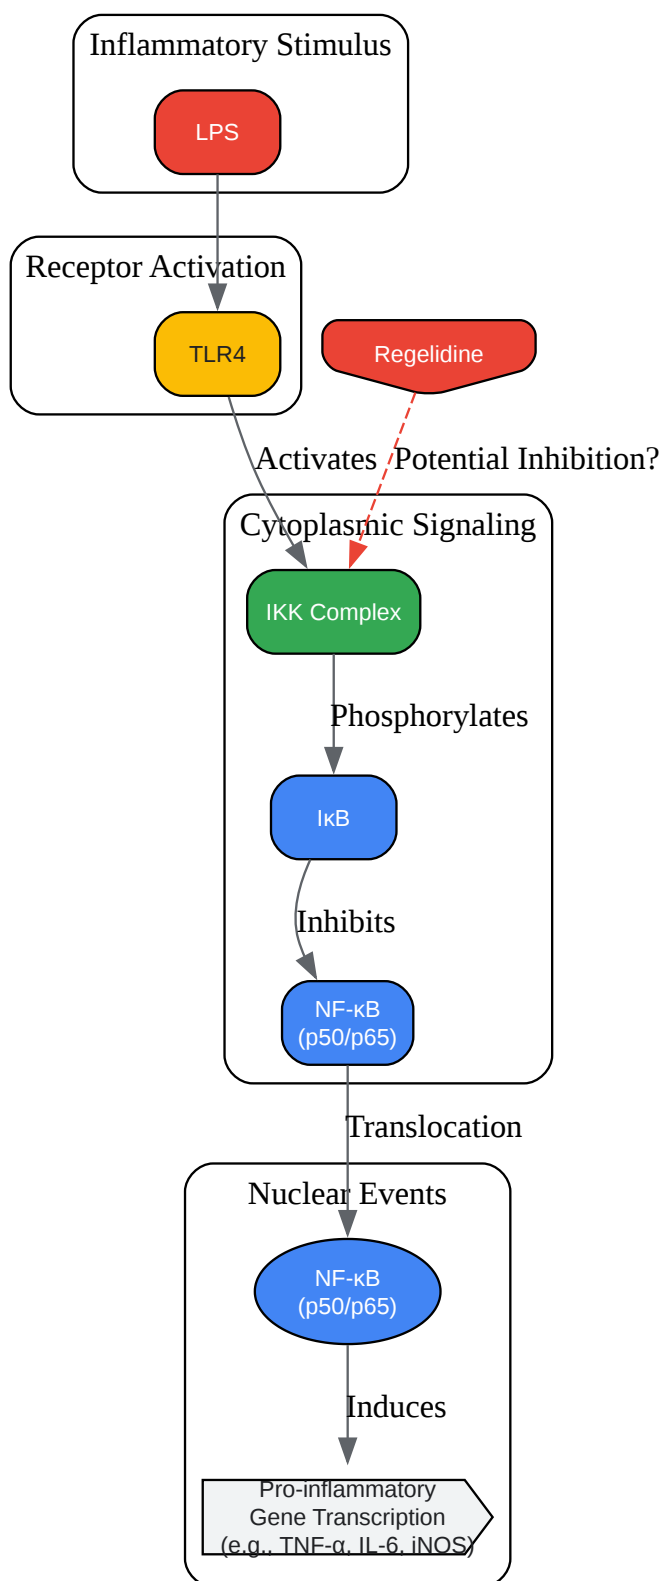 Inflammatory Stimulus
LPS
Receptor Activation
TLR4
Regelidine
Activates
Potential Inhibition?
Cytoplasmic Signaling
IKK Complex
Phosphorylates
IκB
Inhibits
NF-κB
(p50/p65)
Translocation
Nuclear Events
NF-κB
(p50/p65)
Induces
Pro-inflammatory
Gene Transcription
(e.g., TNF-α, IL-6, iNOS)